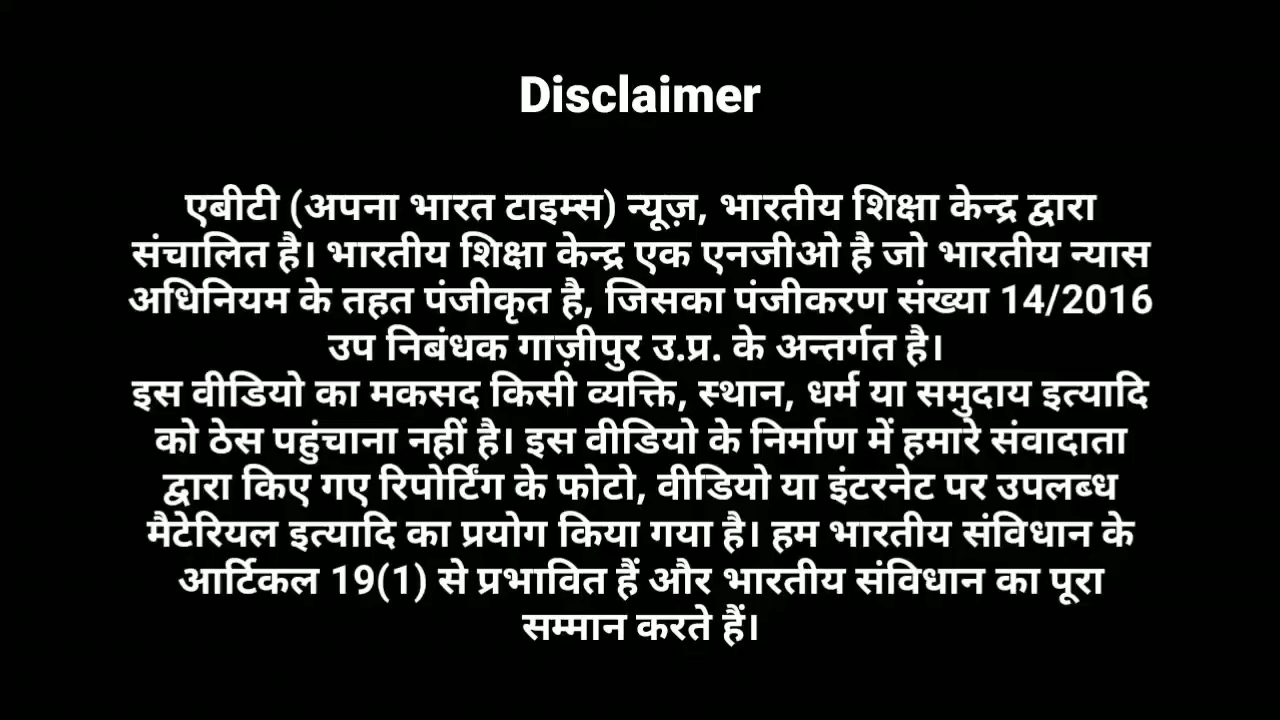 Disclaimer
एबीटी (अपना भारत टाइम्स) न्यूज़, भारतीय शिक्षा केन्द्र द्वारा
संचालित है। भारतीय शिक्षा केन्द्र एक एनजीओ है जो भारतीय न्यास
अधिनियम के तहत पंजीकृत है, जिसका पंजीकरण संख्या 14/2016
उप निबंधक गाज़ीपुर उ.प्र. के अन्तर्गत है।
इस वीडियो का मकसद किसी व्यक्ति, स्थान, धर्म या समुदाय इत्यादि
को ठेस पहुंचाना नहीं है। इस वीडियो के निर्माण में हमारे संवादाता
द्वारा किए गए रिपोर्टिंग के फोटो, वीडियो या इंटरनेट पर उपलब्ध
मैटेरियल इत्यादि का प्रयोग किया गया है। हम भारतीय संविधान के
आर्टिकल 19(1) से प्रभावित हैं और भारतीय संविधान का पूरा
सम्मान करते हैं।